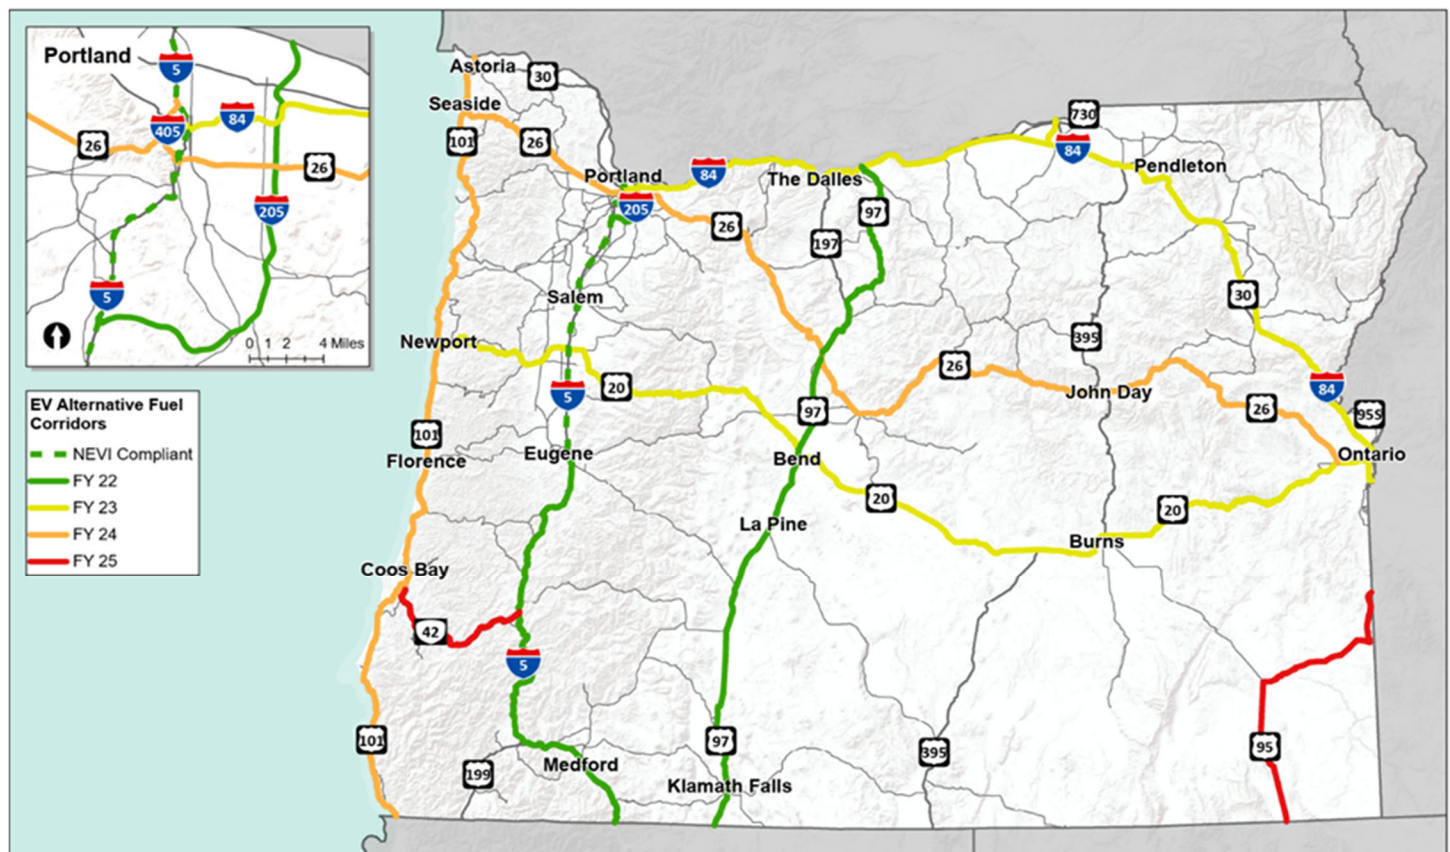 Portland
5
405
84
26
26
205
5
0 1 2 4 Miles
EV Alternative Fuel
Corridors
NEVI Compliant
FY 22
FY 23
FY 24
FY 25
Astoria
30
Seaside
101
26
730
84
Portland
84
The Dalles
Pendleton
205
97
26
197
Salem
30
Newport
395
26
20
5
John Day
84
97
26
955
101
Eugene
Florence
Bend
Ontario
20
20
La Pine
Burns
Coos Bay
42
5
101
97
395
95
199
Medford
Klamath Falls